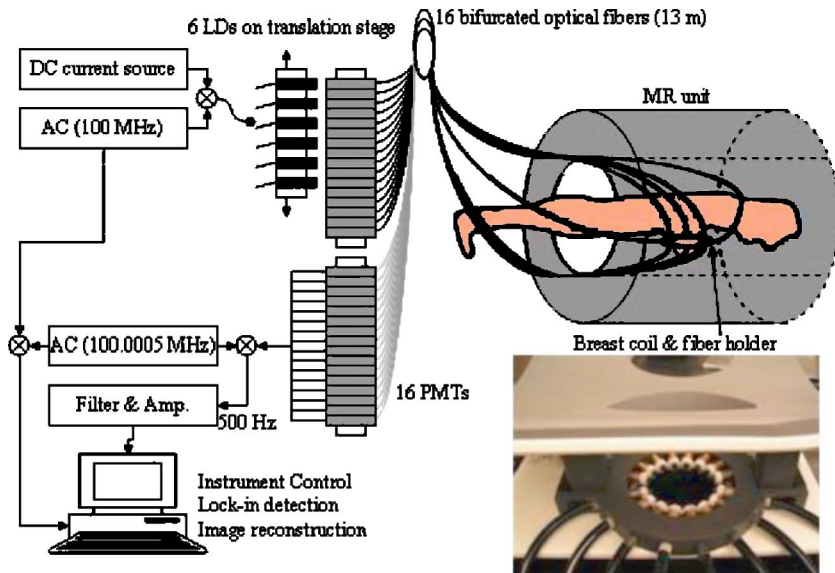 6 LDs on translation stage
16 bifurcated optical fibers (13 m)
DC current source
AC (100 MHz)
MR unit
AC (100.0005 MHz)
Breast coil & fiber holder
Filter & Amp.
500 Hz
16 PMTs
Instrument Control
Lock-in detection
Image reconstruction